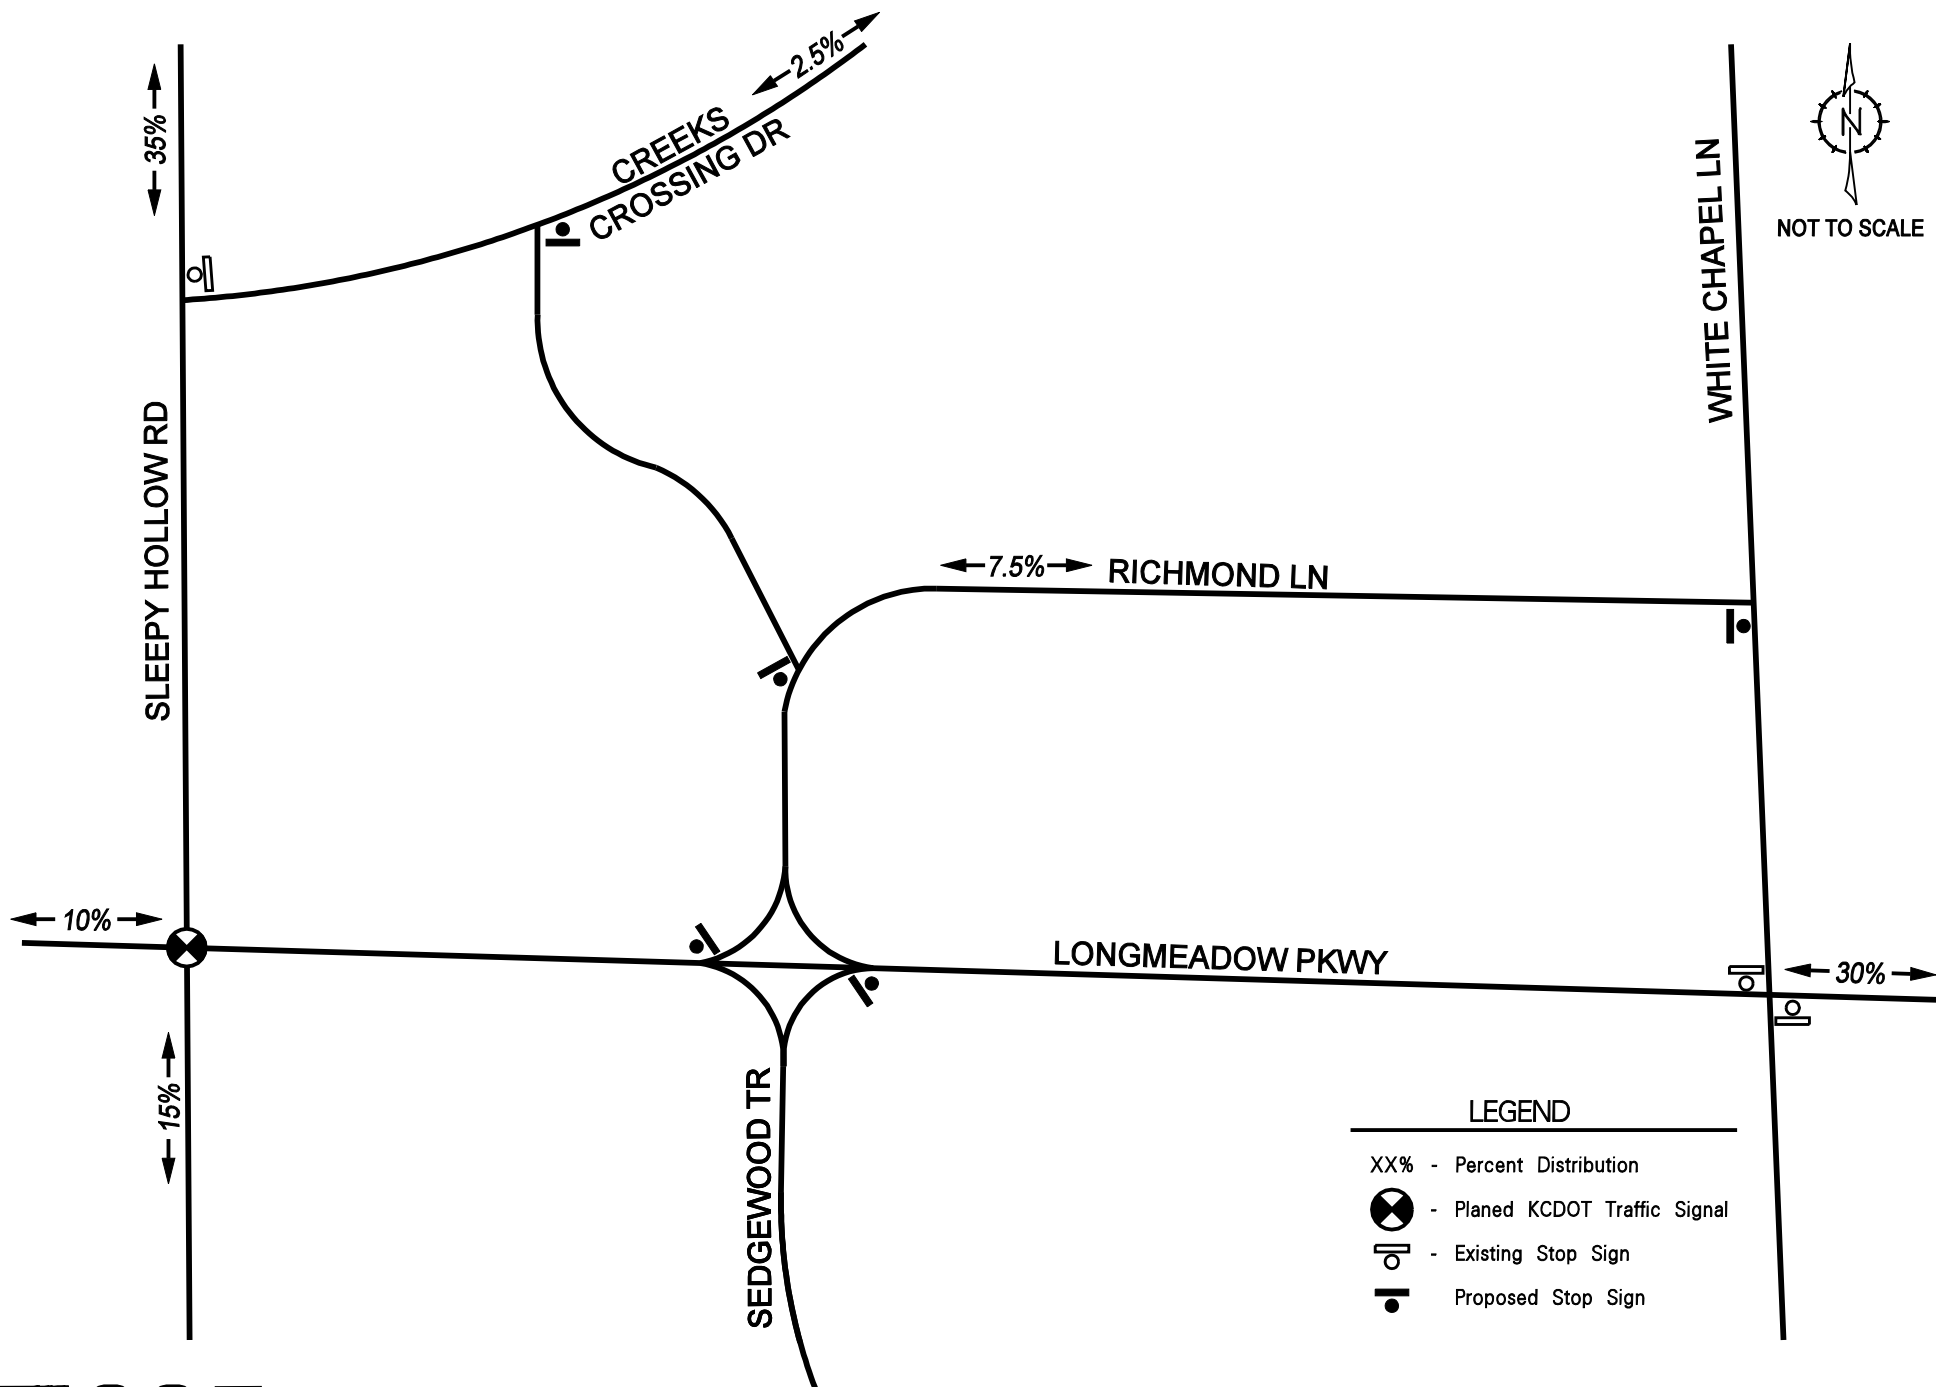 2.5%
35%
CREEKS
CROSSING DR
N
NOT TO SCALE
WHITE CHAPEL LN
SLEEPY HOLLOW RD
7.5%
RICHMOND LN
10%
LONGMEADOW PKWY
30%
15%
SEDGEWOOD TR
LEGEND
XX% - Percent Distribution
- Planed KCDOT Traffic Signal
- Existing Stop Sign
Proposed Stop Sign